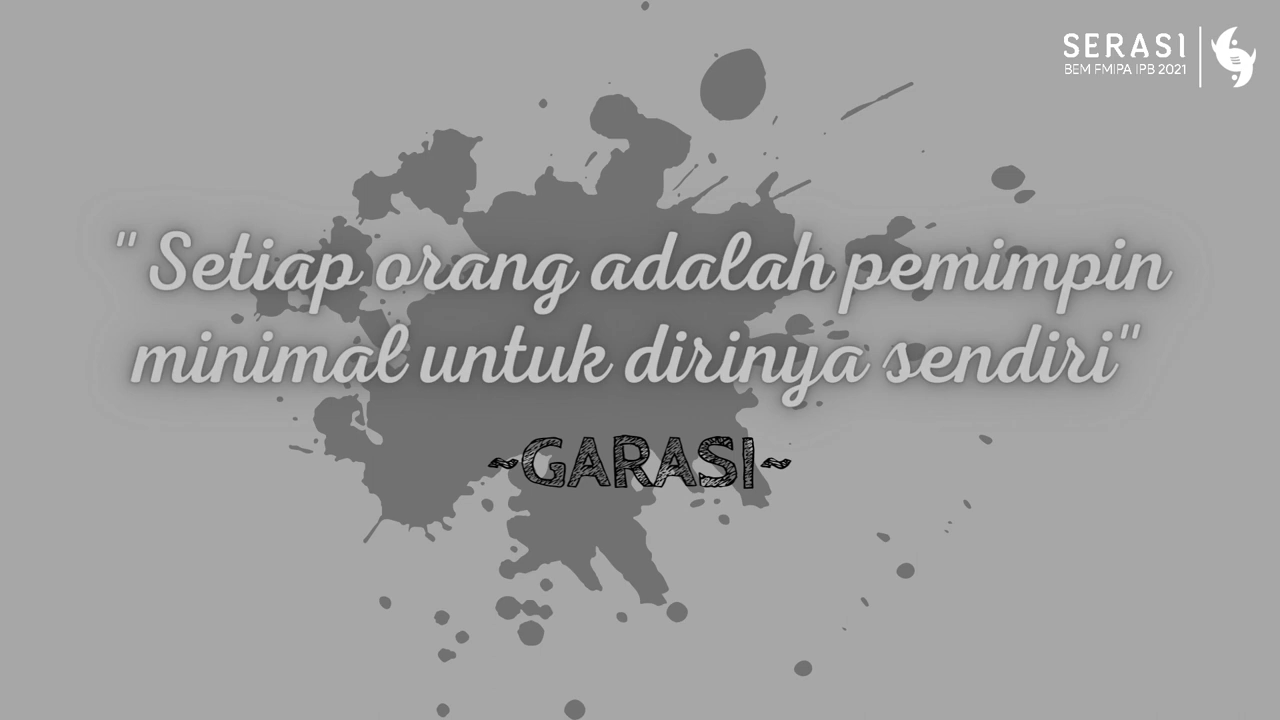 SERASI
BEM FMIPA IPB 2021
"Setiap orang adalah pemimpin
minimal untuk dirinya sendiri"
~GARASI~